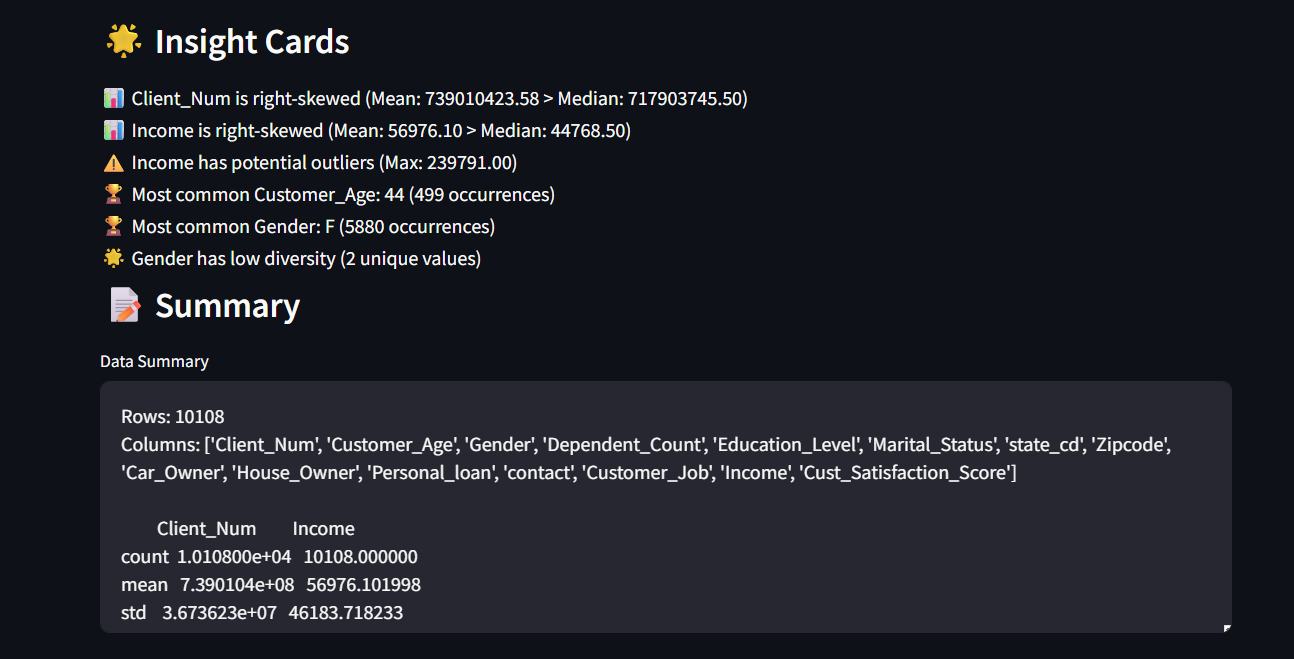 Insight Cards
Client_Num is right-skewed (Mean: 739010423.58 > Median: 717903745.50)
Income is right-skewed (Mean: 56976.10 > Median: 44768.50)
Income has potential outliers (Max: 239791.00)
Most common Customer_Age: 44 (499 occurrences)
Most common Gender: F (5880 occurrences)
Gender has low diversity (2 unique values)
Summary
Data Summary
Rows: 10108
Columns: ['Client_Num', 'Customer_Age', 'Gender', 'Dependent_Count', 'Education_Level', 'Marital_Status', 'state_cd', 'Zipcode',
'Car_Owner', 'House_Owner', 'Personal_loan', 'contact', 'Customer_Job', 'Income', 'Cust_Satisfaction_Score']
Client_Num Income
count 1.010800e+04 10108.000000
mean 7.390104e+08 56976.101998
std 3.673623e+07 46183.718233